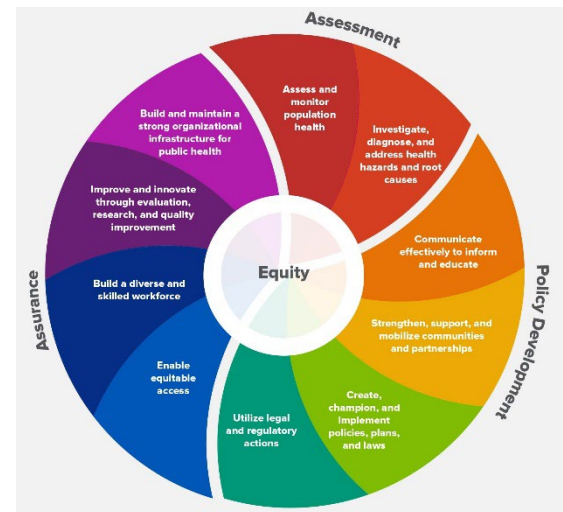 Assessment
Assess and
monitor
population
health
Investigate,
diagnose, and
address health
hazards and root
causes
Communicate
effectively to inform
and educate
Strengthen, support, and
mobilize communities
and partnerships
Policy Development
Create,
champion, and
implement
policies, plans,
and laws
Utilize legal
and regulatory
actions
Enable
equitable
access
Build a diverse and
skilled workforce
Assurance
Improve and innovate
through evaluation,
research, and quality
improvement
Build and maintain a
strong organizational
infrastructure for
public health
Equity